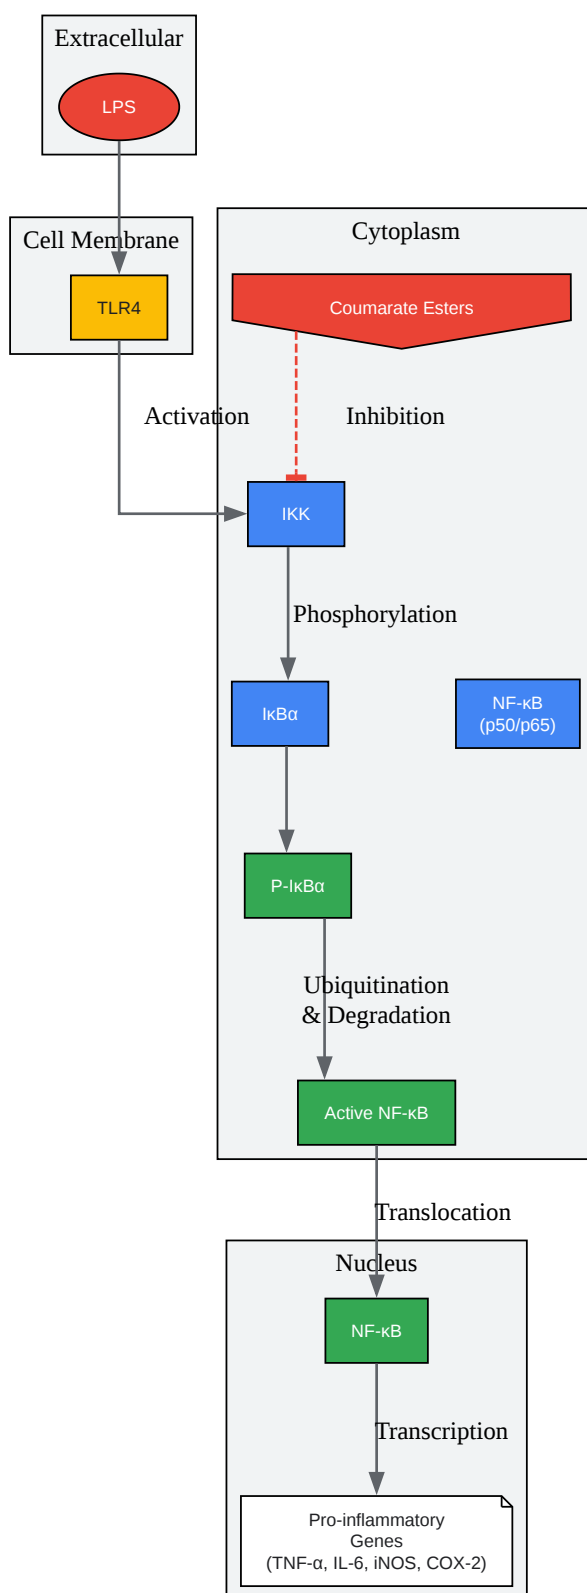 Extracellular
LPS
Cell Membrane
TLR4
Cytoplasm
Coumarate Esters
Activation
Inhibition
IKK
Phosphorylation
IκBα
NF-κB
(p50/p65)
P-IκBα
Ubiquitination
& Degradation
Active NF-κB
Translocation
Nucleus
NF-κB
Transcription
Pro-inflammatory
Genes
(TNF-α, IL-6, iNOS, COX-2)